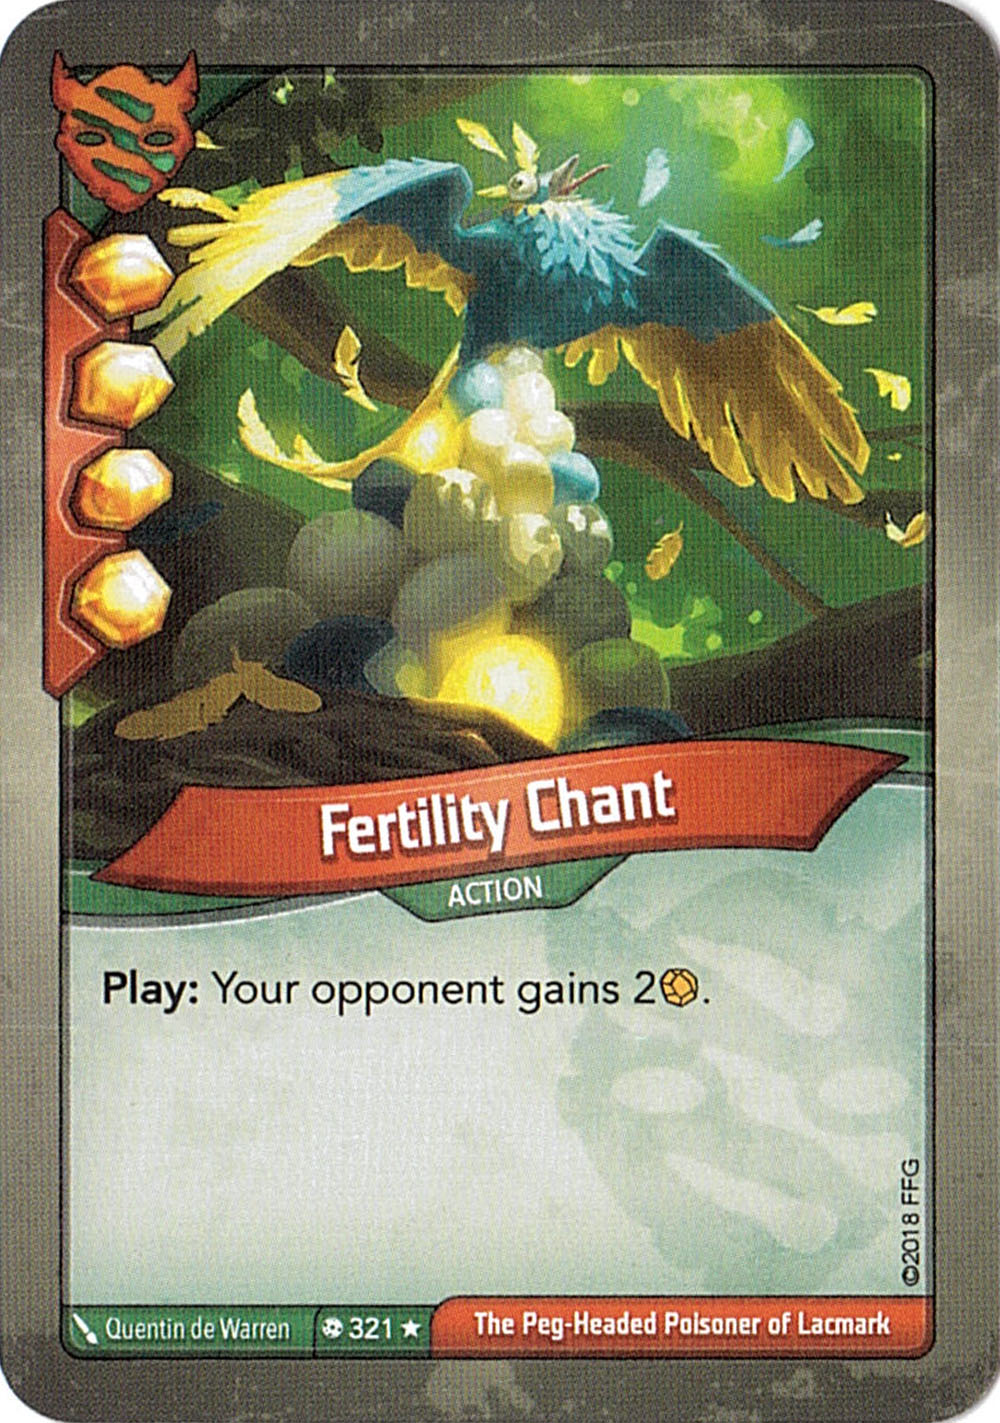 Fertility Chant
ACTION
Play: Your opponent gains 2.
©2018 FFG
Quentin de Warren
321
The Peg-Headed Poisoner of Lacmark